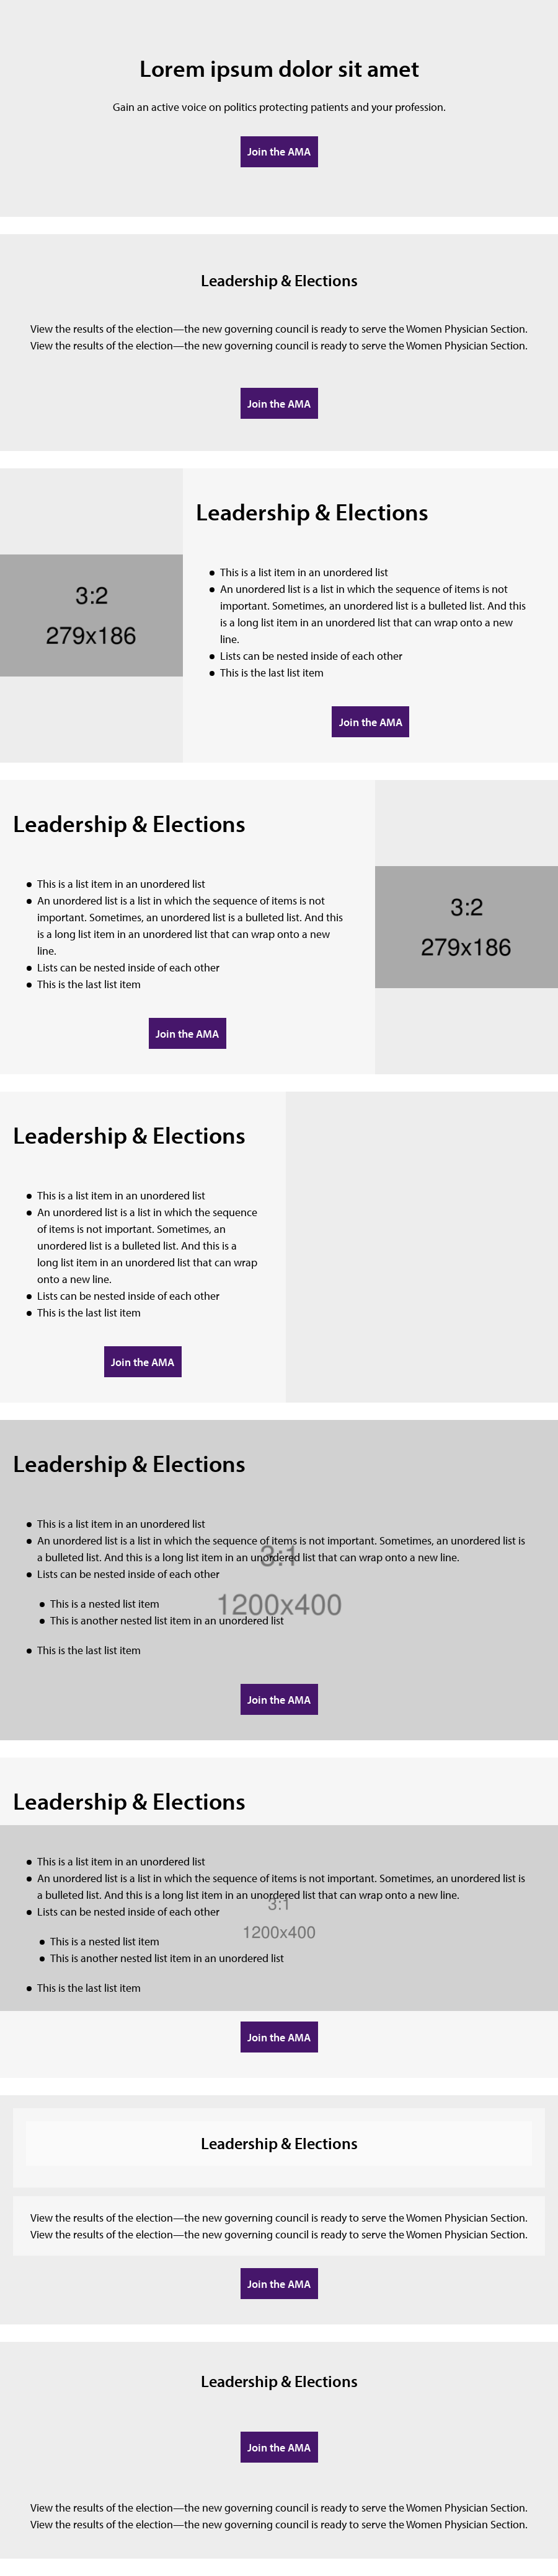 Lorem ipsum dolor sit amet
Gain an active voice on politics protecting patients and your profession.
Join the AMA
Leadership & Elections
View the results of the election—the new governing council is ready to serve the Women Physician Section.
View the results of the election—the new governing council is ready to serve the Women Physician Section.
Join the AMA
3:2
279x186
Leadership & Elections
This is a list item in an unordered list
An unordered list is a list in which the sequence of items is not
important. Sometimes, an unordered list is a bulleted list. And this
is a long list item in an unordered list that can wrap onto a new
line.
Lists can be nested inside of each other
This is the last list item
Join the AMA
Leadership & Elections
This is a list item in an unordered list
An unordered list is a list in which the sequence of items is not
important. Sometimes, an unordered list is a bulleted list. And this
is a long list item in an unordered list that can wrap onto a new
line.
Lists can be nested inside of each other
This is the last list item
Join the AMA
3:2
279x186
Leadership & Elections
This is a list item in an unordered list
An unordered list is a list in which the sequence
of items is not important. Sometimes, an
unordered list is a bulleted list. And this is a
long list item in an unordered list that can wrap
onto a new line.
Lists can be nested inside of each other
This is the last list item
Join the AMA
Leadership & Elections
This is a list item in an unordered list
An unordered list is a list in which the sequence of items is not important. Sometimes, an unordered list is
a bulleted list. And this is a long list item in an unordered list that can wrap onto a new line.
3:1
Lists can be nested inside of each other
This is a nested list item
1200x400
This is another nested list item in an unordered list
This is the last list item
Join the AMA
Leadership & Elections
This is a list item in an unordered list
An unordered list is a list in which the sequence of items is not important. Sometimes, an unordered list is
a bulleted list. And this is a long list item in an unordered list that can wrap onto a new line.
3:1
Lists can be nested inside of each other
1200x400
This is a nested list item
This is another nested list item in an unordered list
This is the last list item
Join the AMA
Leadership & Elections
View the results of the election—the new governing council is ready to serve the Women Physician Section.
View the results of the election—the new governing council is ready to serve the Women Physician Section.
Join the AMA
Leadership & Elections
Join the AMA
View the results of the election—the new governing council is ready to serve the Women Physician Section.
View the results of the election—the new governing council is ready to serve the Women Physician Section.